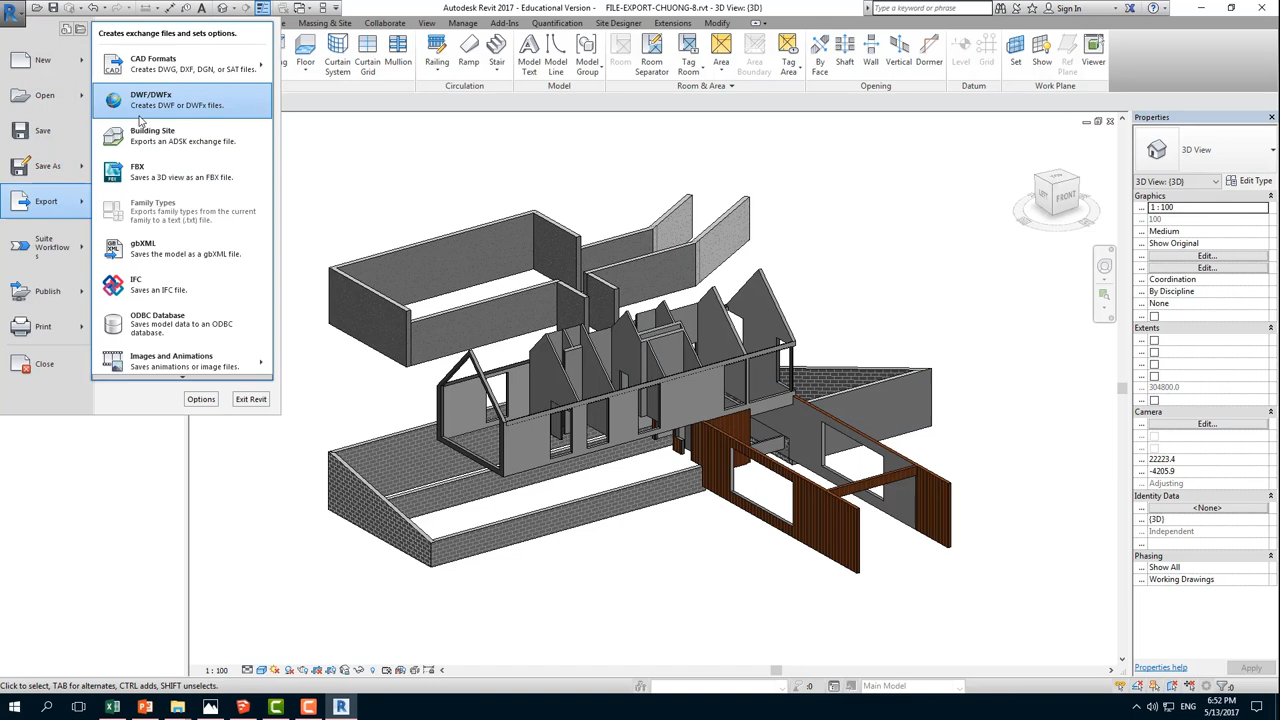 Autodesk Revit 2017 - Educational Version -
FILE-EXPORT-CHUONG-8.rvt - 3D View: {3D}
Type a keyword or phrase
Sign In
Massing & Site
Collaborate
View
Manage
Add-Ins
Quantification
Site Designer
Extensions
Modify
Floor
Curtain System
Curtain Grid
Mullion
Railing
Ramp
Stair
Model Text
Model Line
Model Group
Room
Room Separator
Tag Room
Area
Area Boundary
Tag Area
By Face
Shaft
Wall
Vertical
Dormer
Level
Grid
Set
Show
Ref Plane
Viewer
Circulation
Model
Room & Area
Opening
Datum
Work Plane
New
Open
Save
Save As
Export
Suite
Workflow
s
Publish
Print
Close
Creates exchange files and sets options.
CAD Formats
Creates DWG, DXF, DGN, or SAT files.
DWF/DWFx
Creates DWF or DWFx files.
Building Site
Exports an ADSK exchange file.
FBX
Saves a 3D view as an FBX file.
Family Types
Exports family types from the current
family to a text (.txt) file.
gbXML
Saves the model as a gbXML file.
IFC
Saves an IFC file.
ODBC Database
Saves model data to an ODBC
database.
Images and Animations
Saves animations or image files.
Options
Exit Revit
LEFT
FRONT
Properties
3D View
3D View: {3D}
Edit Type
Graphics
1 : 100
100
Medium
Show Original
Edit...
Edit...
Coordination
By Discipline
None
Extents
304800.0
Camera
Edit...
22223.4
-4205.9
Adjusting
Identity Data
<None>
{3D}
Independent
Phasing
Show All
Working Drawings
Properties help
Apply
1 : 100
Click to select, TAB for alternates, CTRL adds, SHIFT unselects.
:0
Main Model
:0
ENG
6:52 PM
5/13/2017